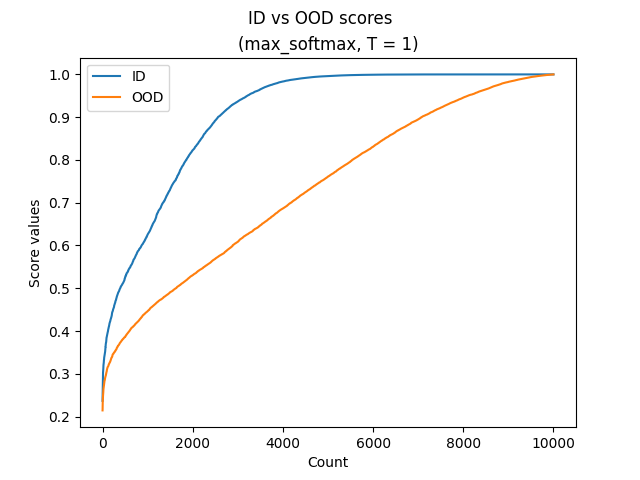 ID vs OOD scores
(max_softmax, T = 1)
ID
OOD
Score values
1.0
0.9
0.8
0.7
0.6
0.5
0.4
0.3
0.2
0 2000 4000 6000 8000 10000
Count